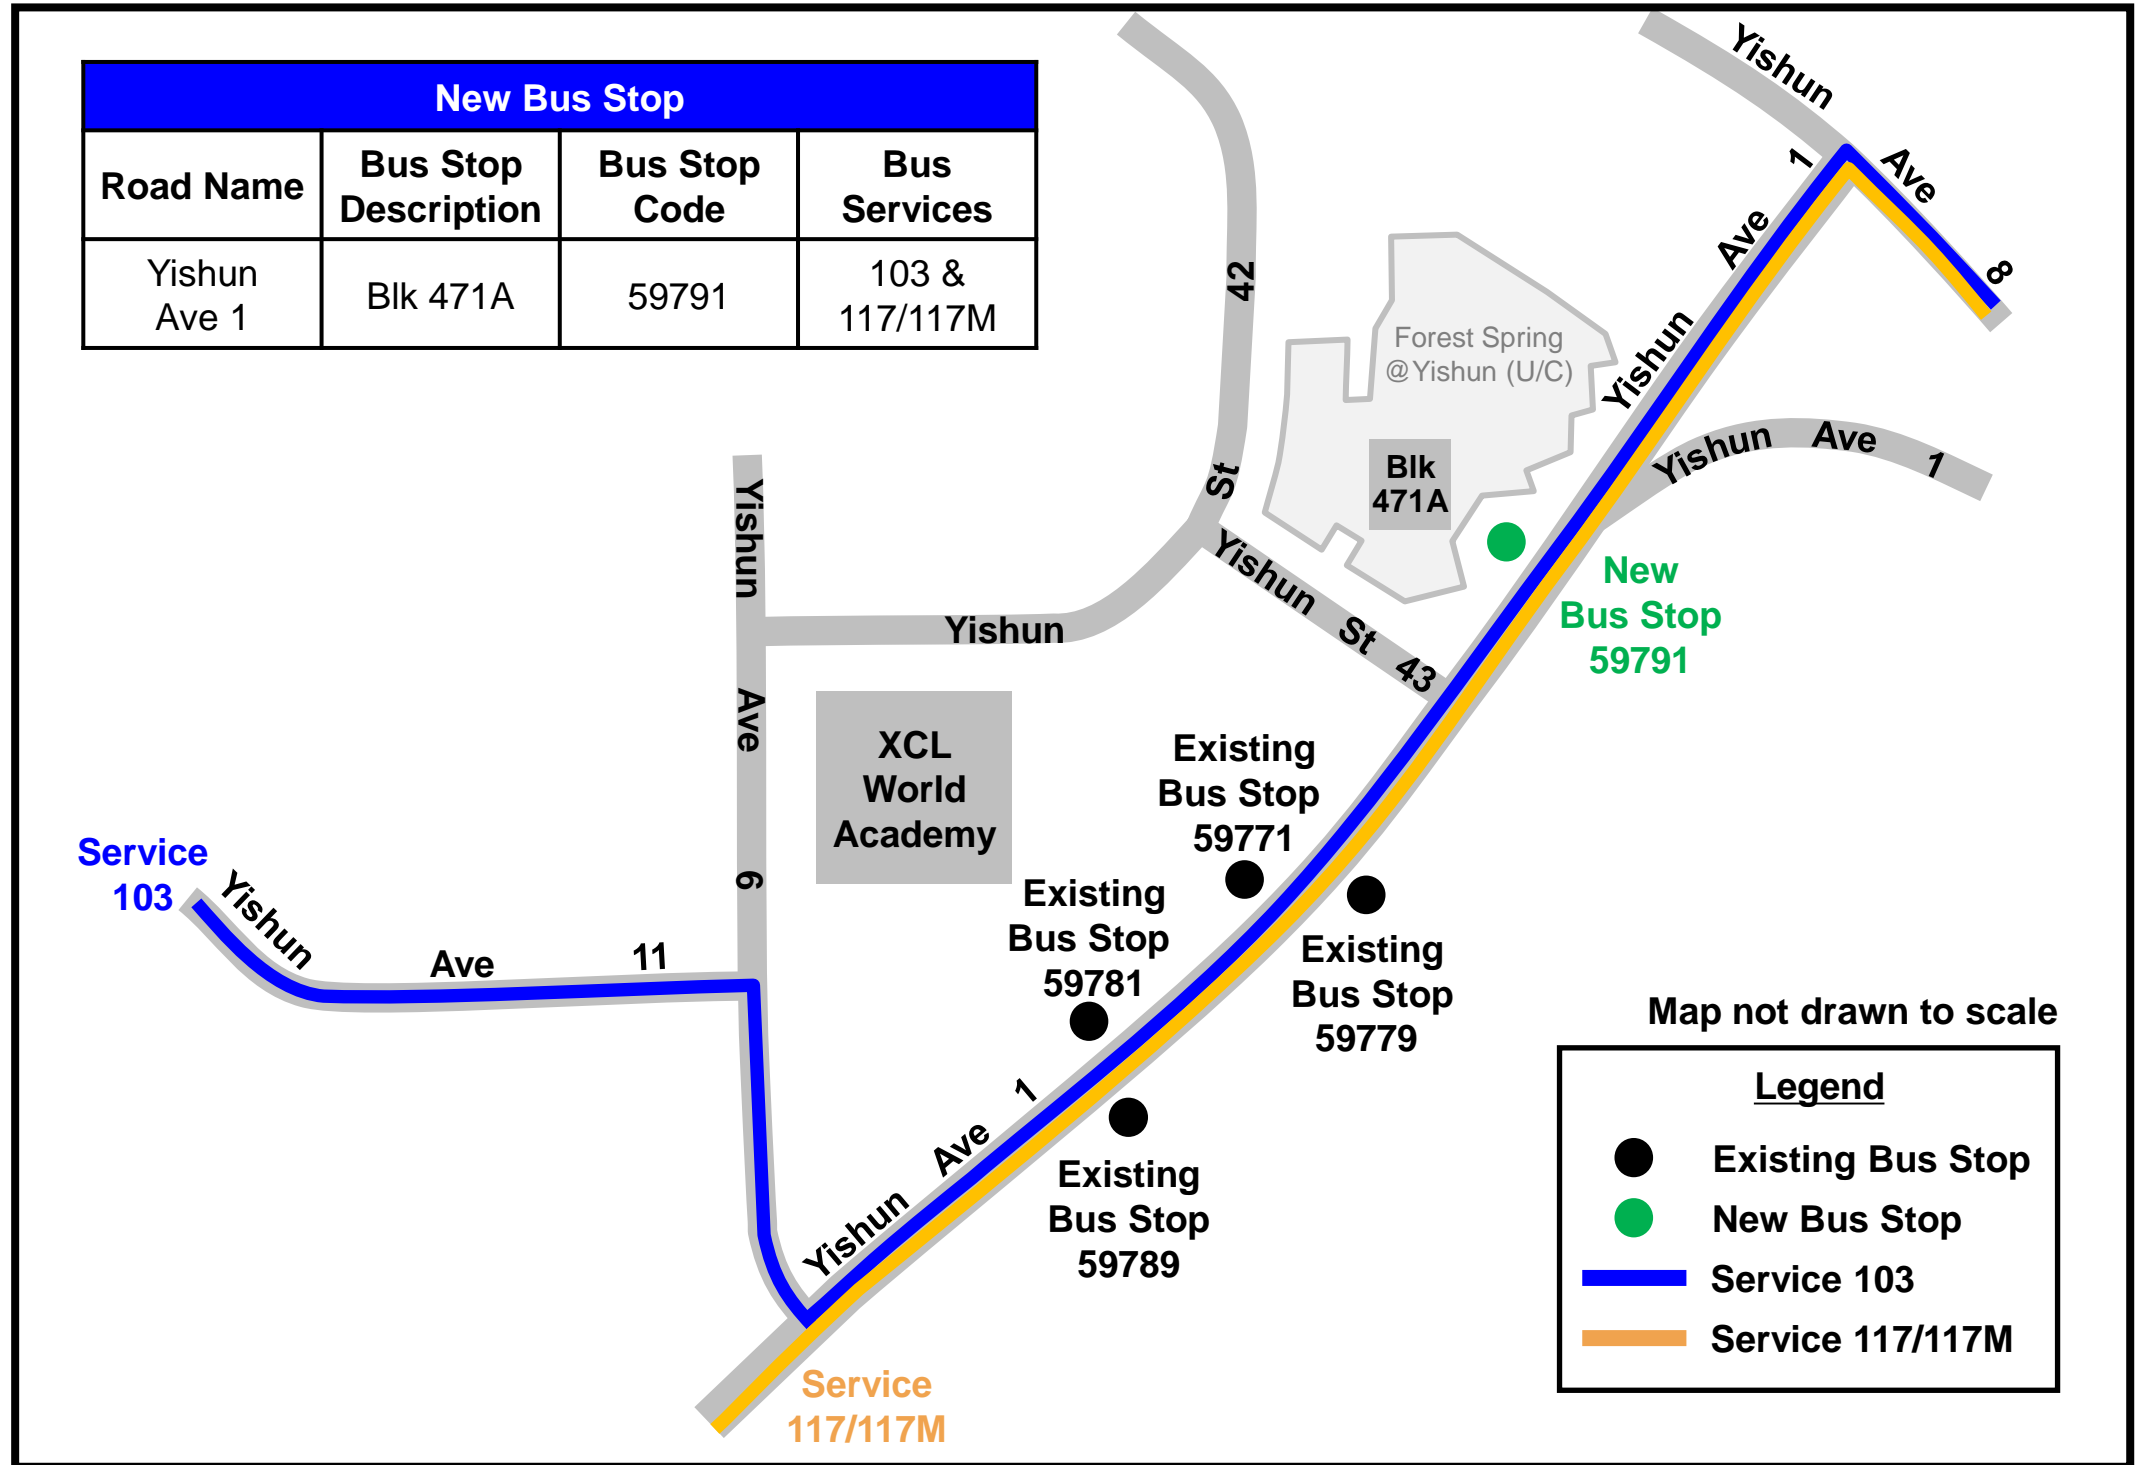 New Bus Stop
Road Name
Bus Stop
Description
Bus Stop
Code
Bus
Services
Yishun
Ave 1
Blk 471A
59791
103 &
117/117M
Yishun Ave 8
Yishun Ave 1
Yishun St 42
Forest Spring
@Yishun (U/C)
Blk
471A
Yishun Ave 1
Yishun St 43
New
Bus Stop
59791
Yishun Ave 6
XCL
World
Academy
Existing
Bus Stop
59771
Existing
Bus Stop
59781
Existing
Bus Stop
59779
Existing
Bus Stop
59789
Service
103
Yishun Ave 11
Yishun Ave 1
Service
117/117M
Map not drawn to scale
Legend
Existing Bus Stop
New Bus Stop
Service 103
Service 117/117M